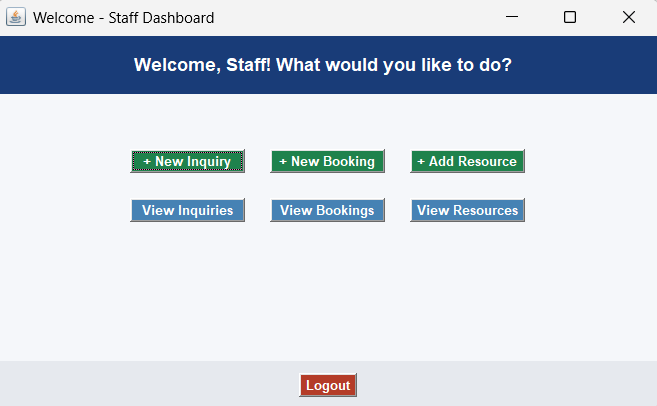 Welcome - Staff Dashboard
Welcome, Staff! What would you like to do?
+ New Inquiry + New Booking + Add Resource
View Inquiries View Bookings View Resources
Logout